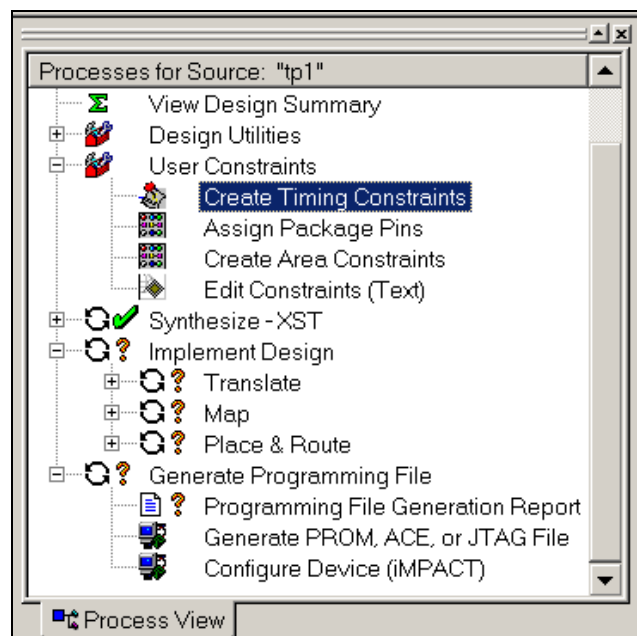 Processes for Source: "tp1"
View Design Summary
Design Utilities
User Constraints
Create Timing Constraints
Assign Package Pins
Create Area Constraints
Edit Constraints (Text)
Synthesize - XST
Implement Design
Translate
Map
Place & Route
Generate Programming File
Programming File Generation Report
Generate PROM, ACE, or JTAG File
Configure Device (iMPACT)
Process View